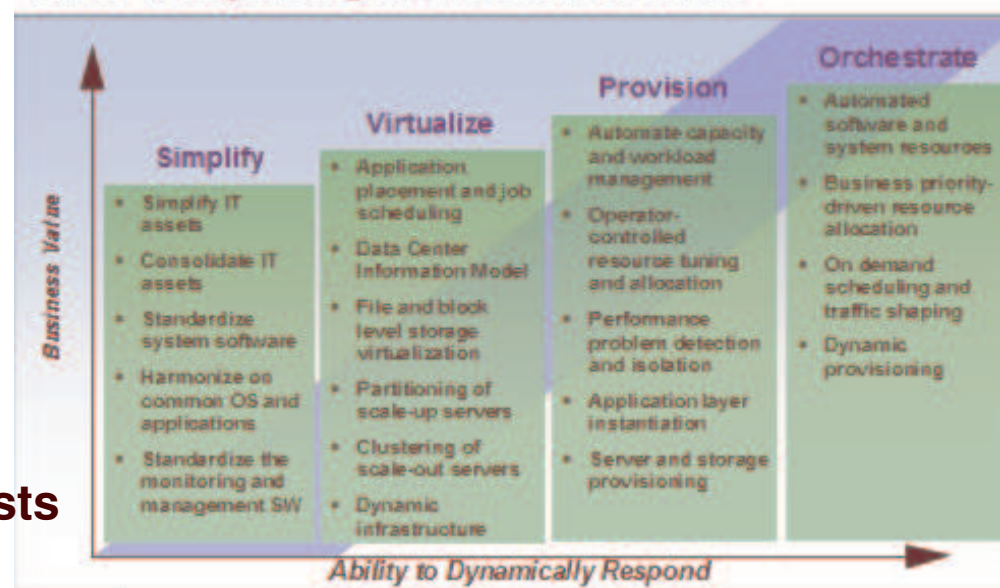 Orchestrate
Provision
Virtualize
Simplify
Business Value
• Simplify IT
assets
• Consolidate IT
assets
• Standardize
system software
• Harmonize on
common OS and
applications
• Standardize the
monitoring and
management SW
• Application
placement and job
scheduling
• Data Center
Information Model
• File and block
level storage
virtualization
• Partitioning of
scale-up servers
• Clustering of
scale-out servers
• Dynamic
infrastructure
• Automate capacity
and workload
management
• Operator-
controlled
resource tuning
and allocation
• Performance
problem detection
and isolation
• Application layer
instantiation
• Server and storage
provisioning
• Automated
software and
system resources
• Business priority-
driven resource
allocation
• On demand
scheduling and
traffic shaping
• Dynamic
provisioning
sts
Ability to Dynamically Respond